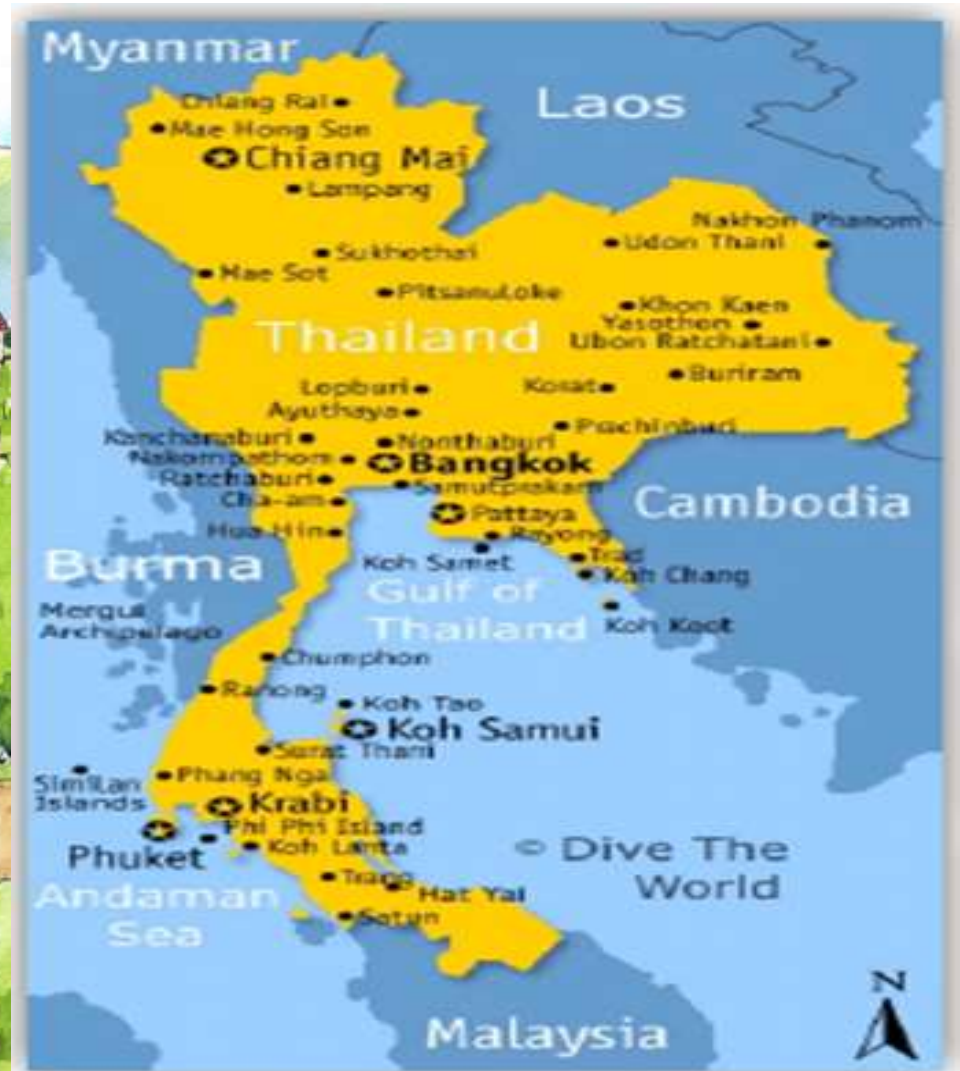 Myanmar
Laos
Chiang Rai
Mae Hong Son
Chiang Mai
Lampang
Nakhon Phanom
Udon Thani
Sukhothai
Mae Sot
PitsanuLoke
Khon Kaen
Yasothon
Thailand
Ubon Ratchatani
Buriram
Lopburi
Korat
Ayuthaya
Prachinburi
Kanchanaburi
Nonthaburi
Nakompathom
Bangkok
Ratchaburi
Samutprakarn
Cha-am
Cambodia
Pattaya
Hua Hin
Rayong
Koh Samet
Trad
Burma
Koh Chang
Gulf of
Thailand
Mergui
Archipelago
Koh Koot
Chumphon
Ranong
Koh Tao
Koh Samui
Surat Thani
Phang Nga
Similan
Islands
Krabi
Phi Phi Island
Phuket
Koh Lanta
© Dive The
World
Trang
Hat Yai
Andaman
Sea
Satun
N
Malaysia